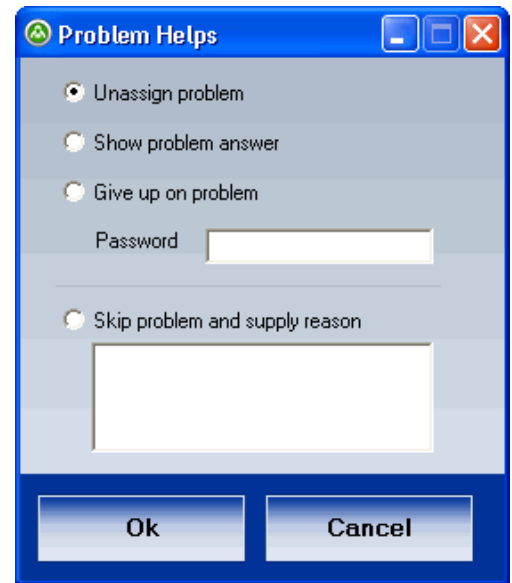 Problem Helps
Unassign problem
Show problem answer
Give up on problem
Password
Skip problem and supply reason
Ok Cancel